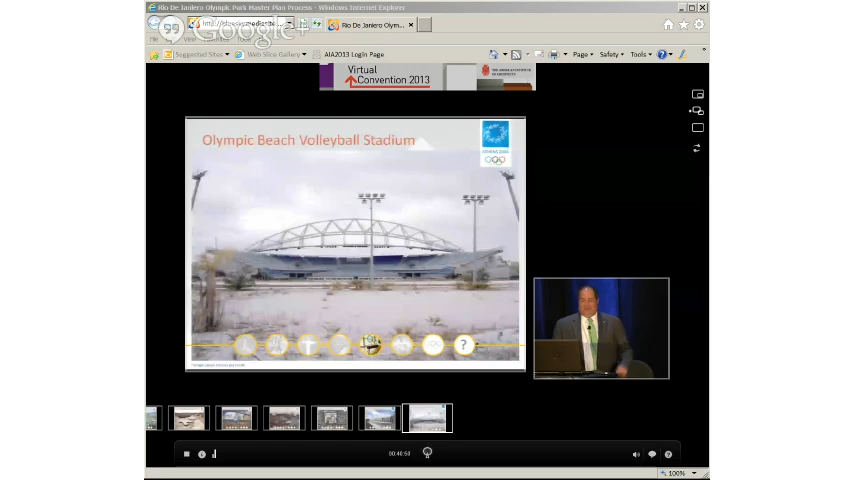 Rio De Janiero Olympic Park Master Plan Process - Windows Internet Explorer
Google+
Rio De Janiero Olym...
Suggested Sites
Web Slice Gallery
AIA2013 Login Page
Page
Safety
Tools
Virtual
Convention 2013
Olympic Beach Volleyball Stadium
ATHENS 2004
?
00:40:50
100%